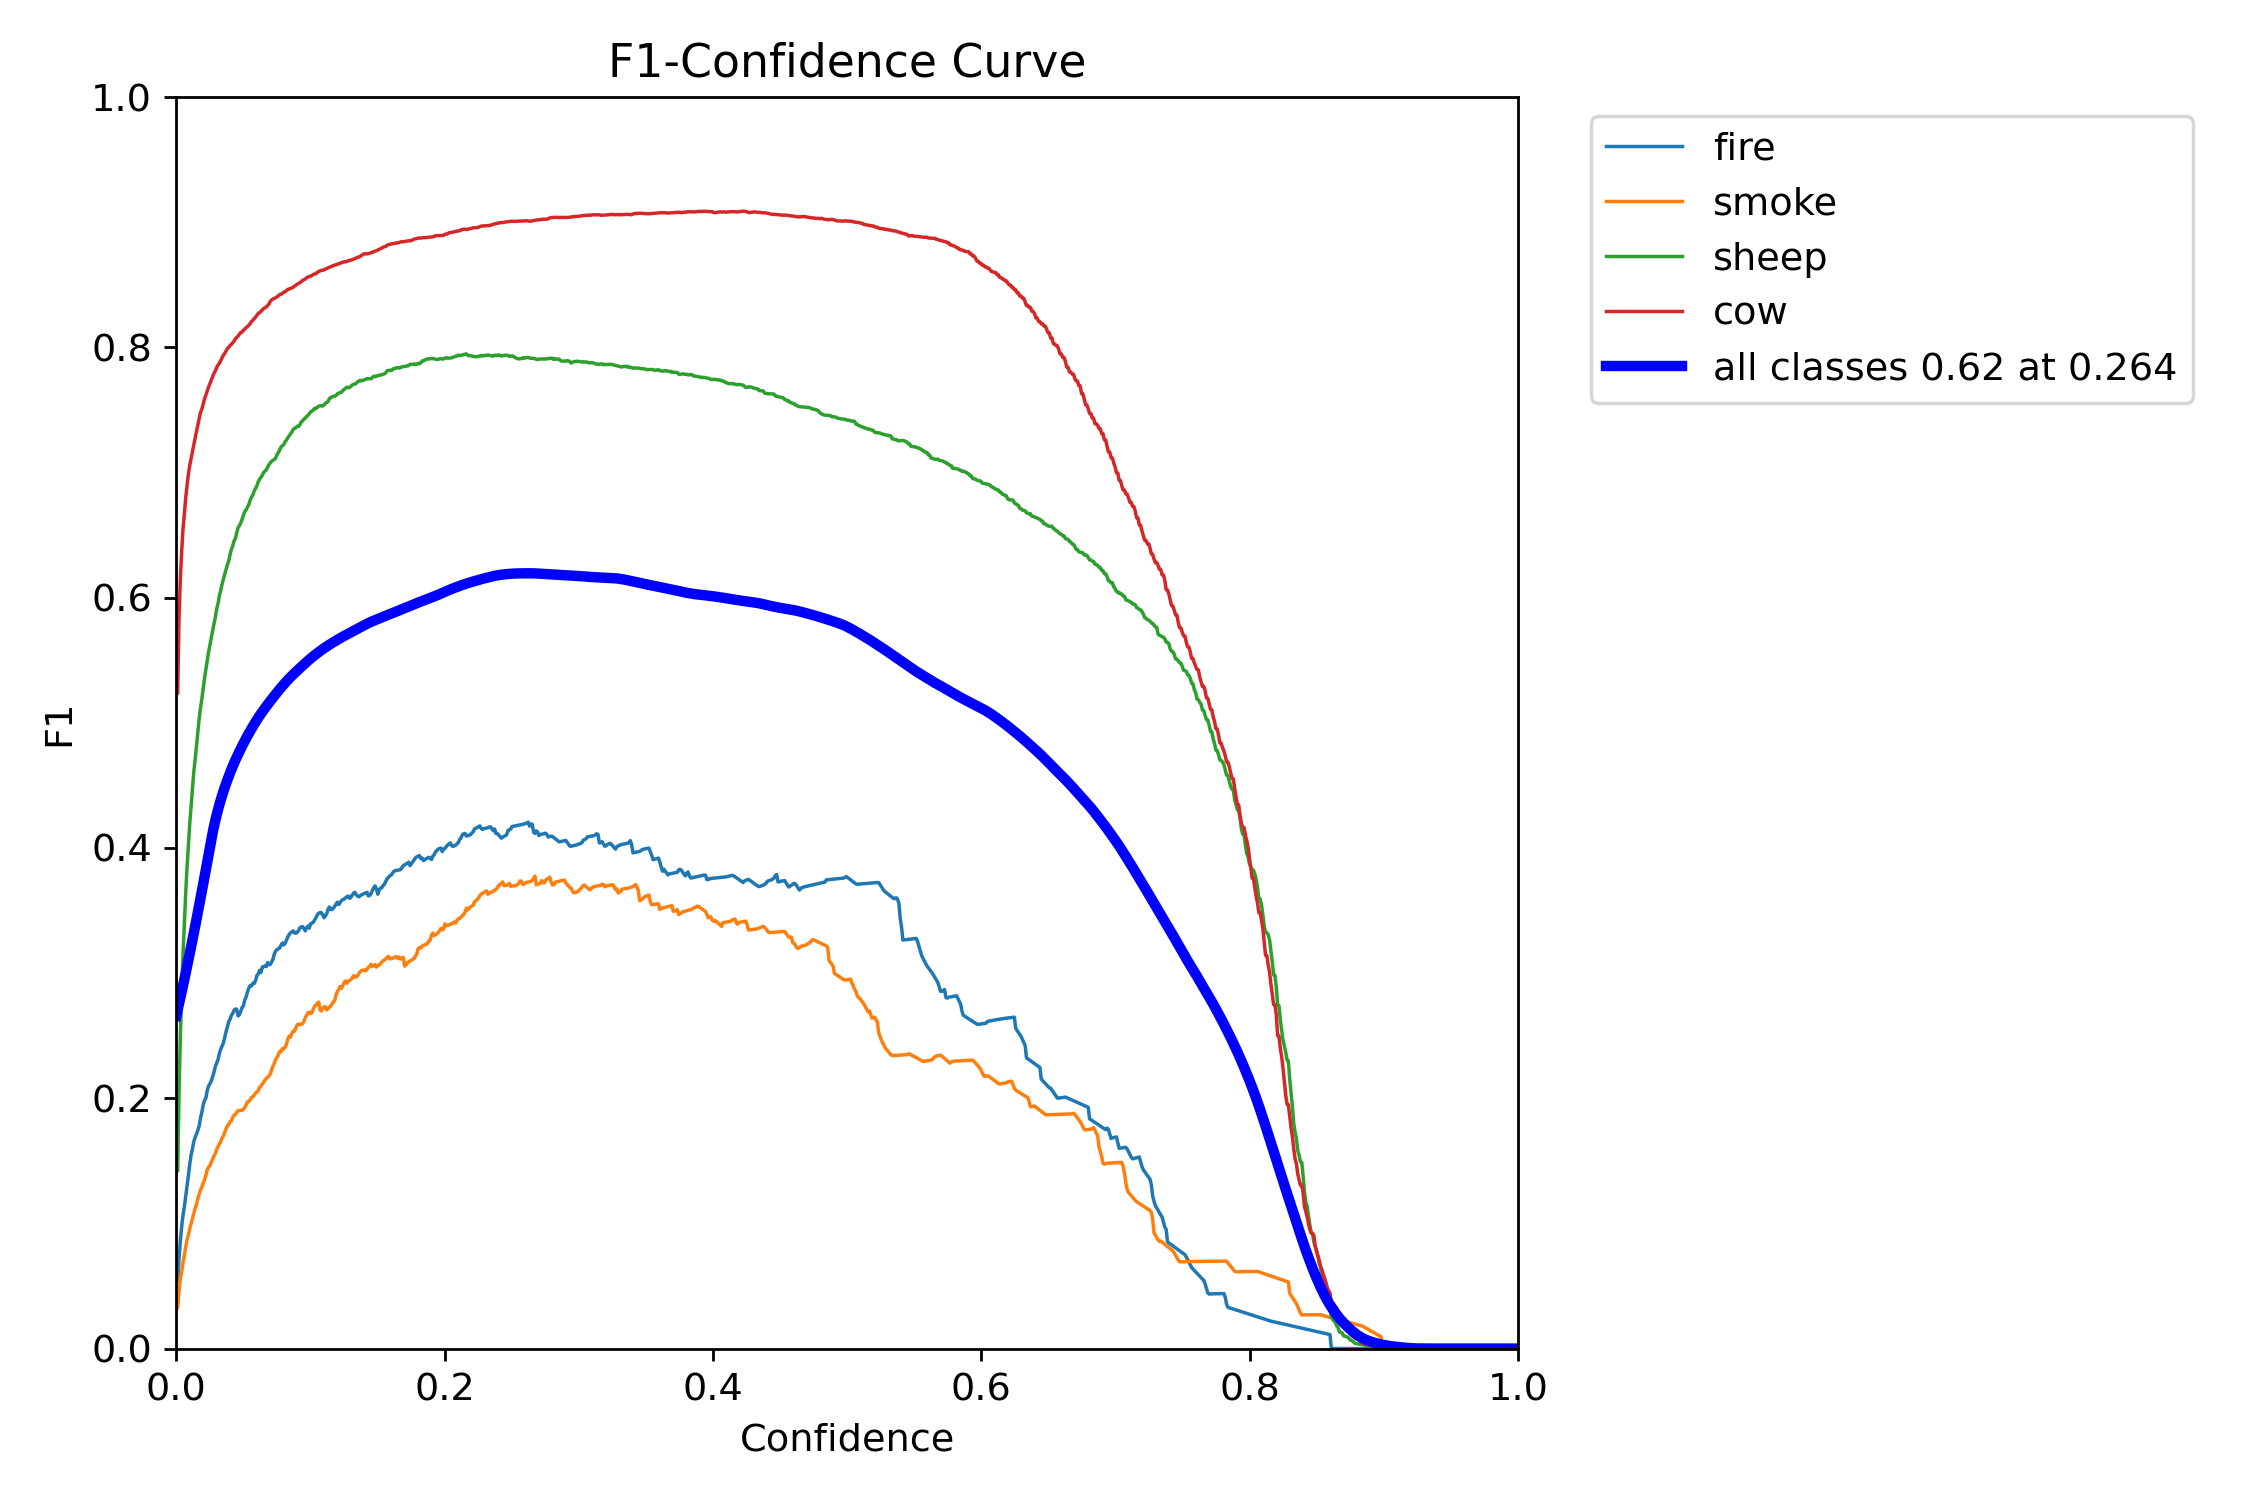 F1-Confidence Curve
1.0
0.8
0.6
0.4
0.2
0.0
F1
0.0 0.2 0.4 0.6 0.8 1.0
Confidence
fire
smoke
sheep
cow
all classes 0.62 at 0.264